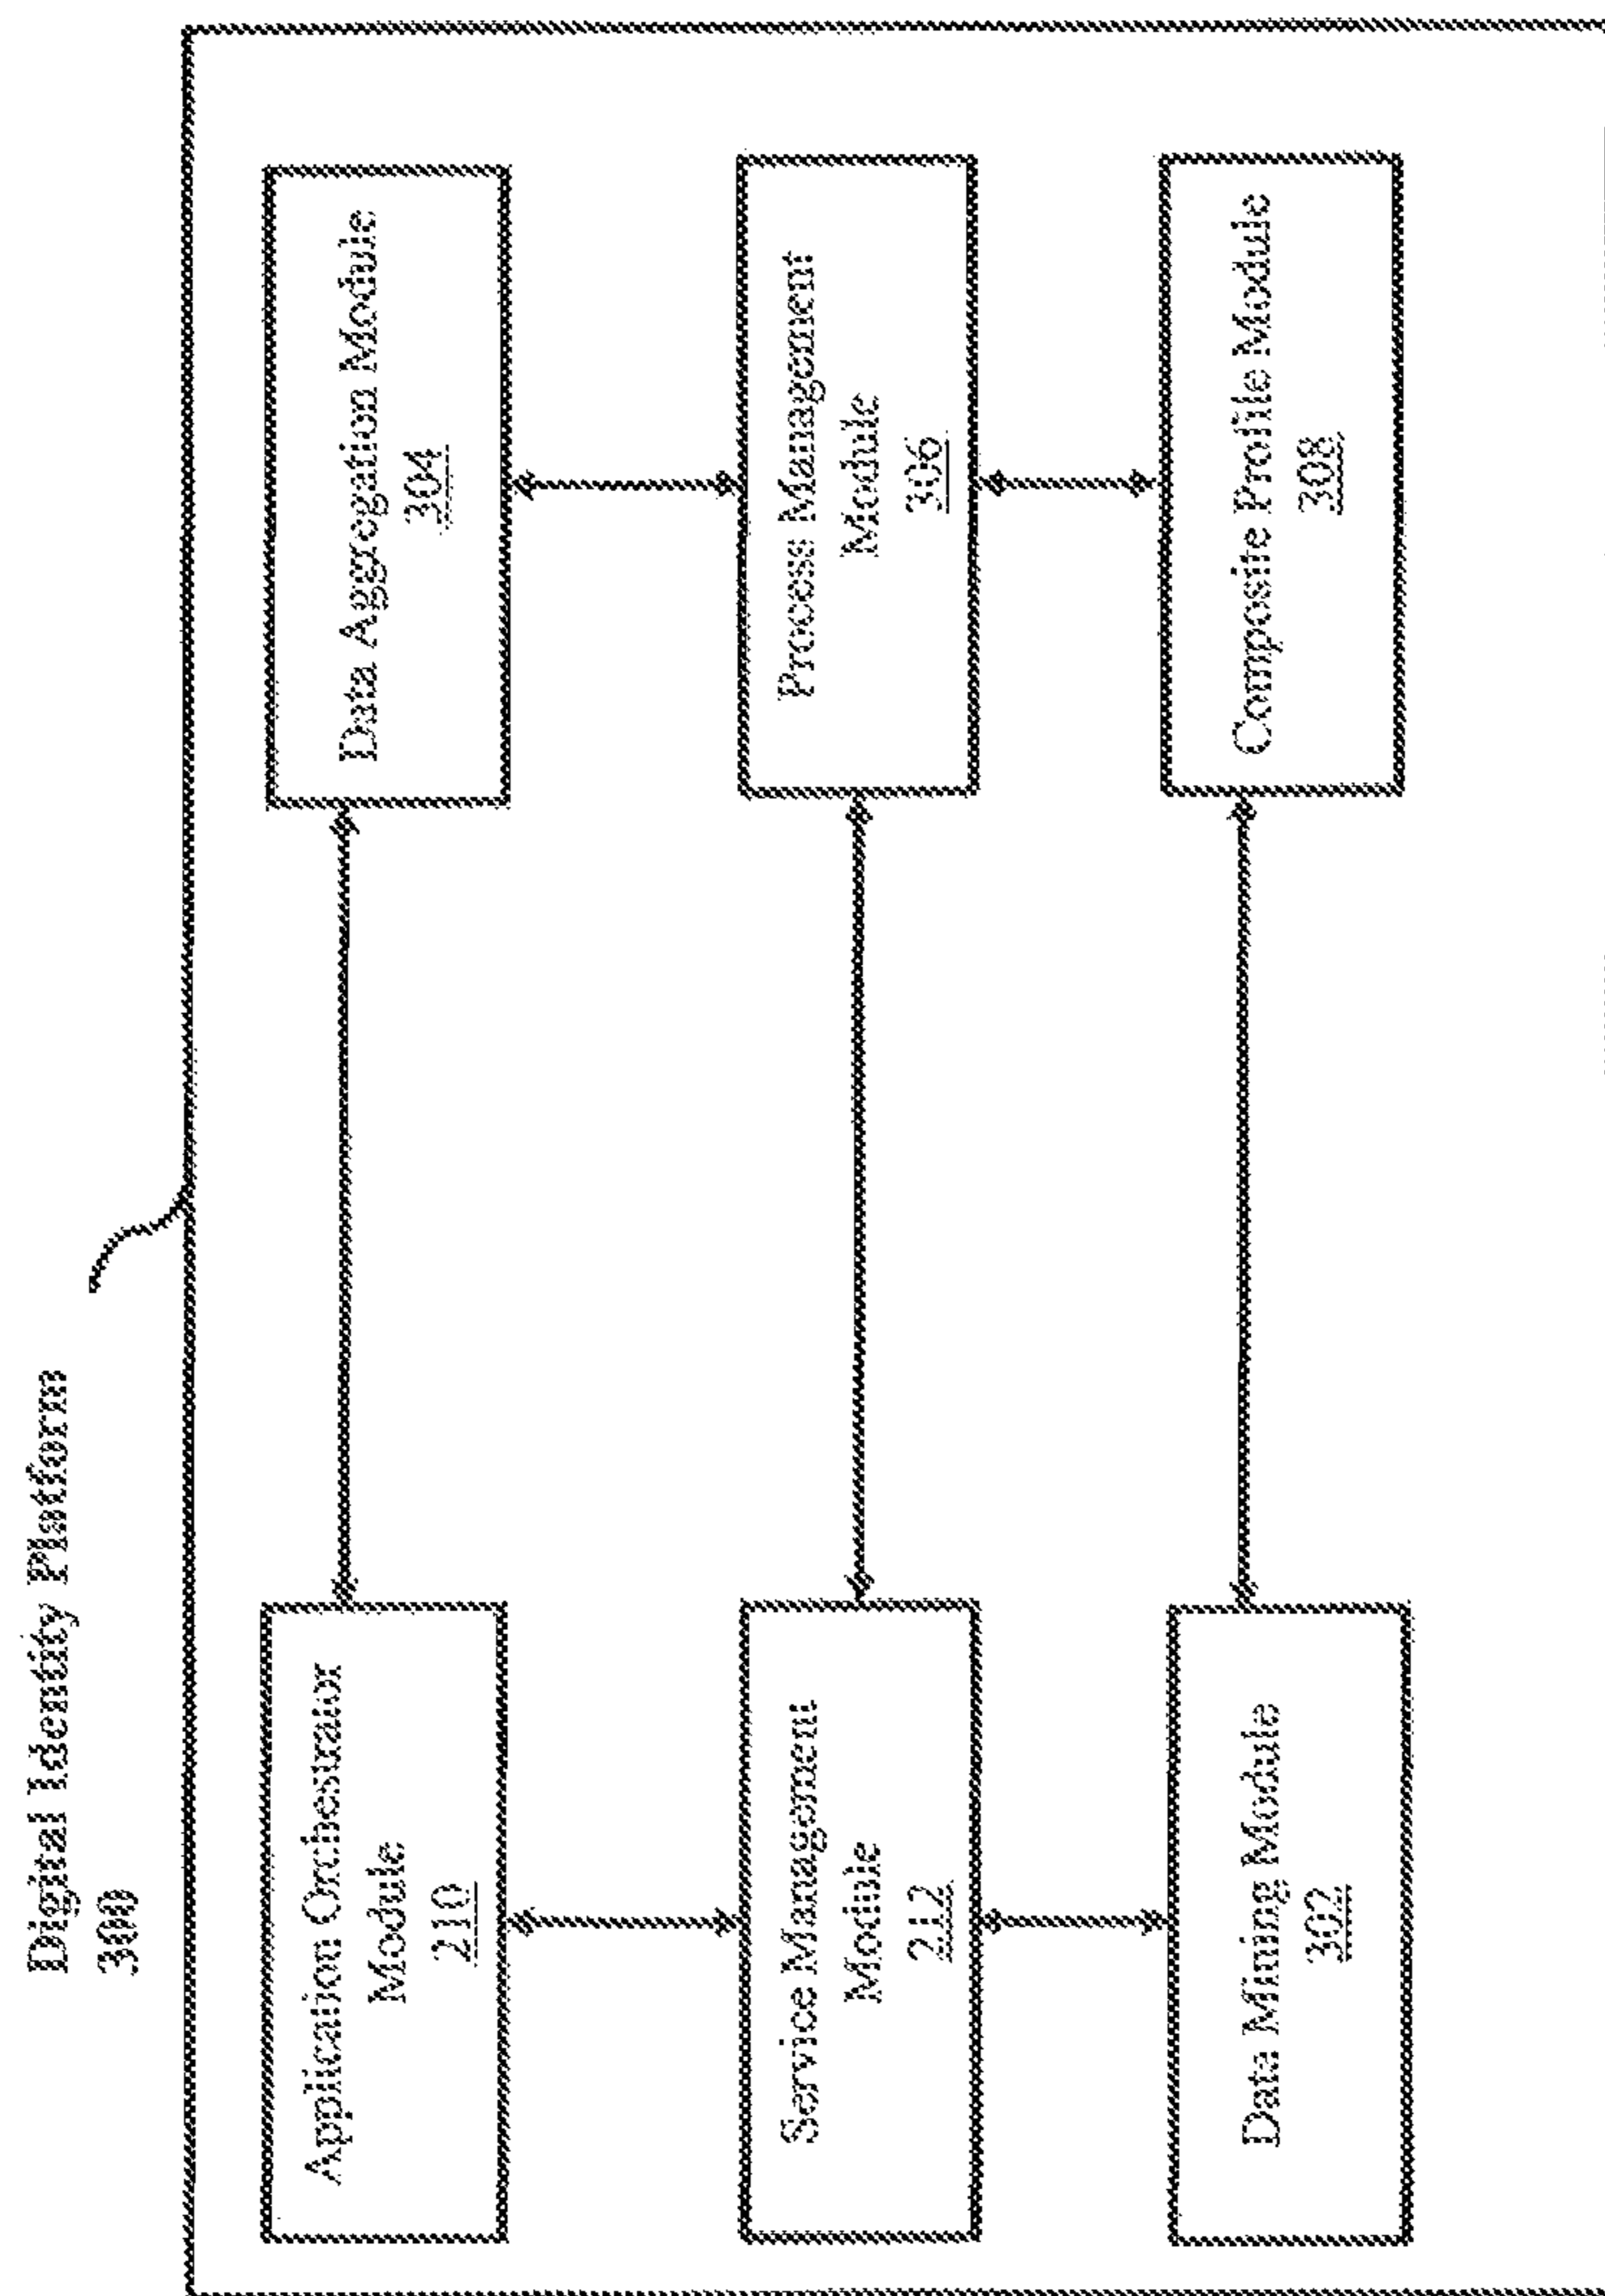 Digital Identity Platform
300
Application Orchestrator
Module
210
Data Aggregation Module
304
Service Management
Module
212
Process Management
Module
306
Data Mining Module
302
Composite Profile Module
308